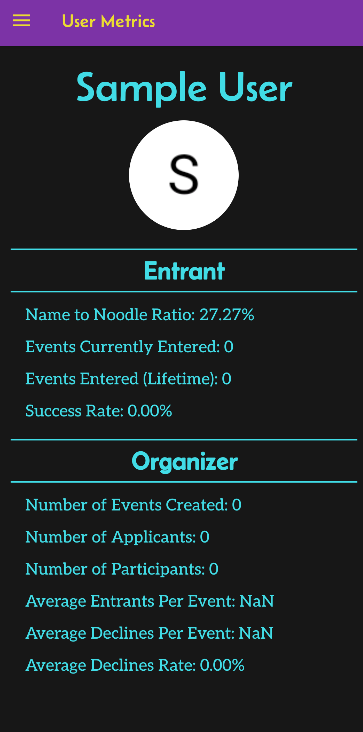 User Metrics
Sample User
S
Entrant
Name to Noodle Ratio: 27.27%
Events Currently Entered: 0
Events Entered (Lifetime): 0
Success Rate: 0.00%
Organizer
Number of Events Created: 0
Number of Applicants: 0
Number of Participants: 0
Average Entrants Per Event: NaN
Average Declines Per Event: NaN
Average Declines Rate: 0.00%